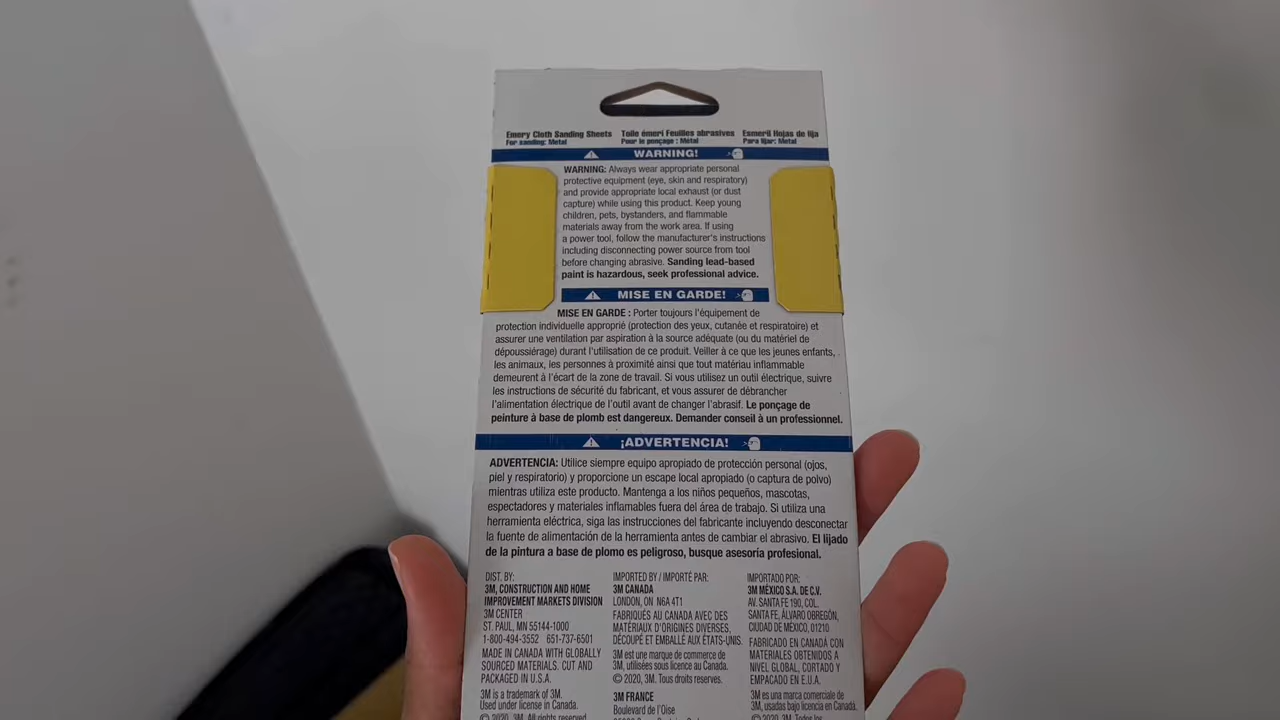 Emery Cloth Sanding Sheets
For sanding: Metal
Toile émeri Feuilles abrasives
Pour le ponçage : Métal
Esmeril Hojas de lija
Para lijar: Metal
WARNING!
WARNING: Always wear appropriate personal
protective equipment (eye, skin and respiratory)
and provide appropriate local exhaust (or dust
capture) while using this product. Keep young
children, pets, bystanders, and flammable
materials away from the work area. If using
a power tool, follow the manufacturer's instructions
including disconnecting power source from tool
before changing abrasive. Sanding lead-based
paint is hazardous, seek professional advice.
MISE EN GARDE!
MISE EN GARDE : Porter toujours l'équipement de
protection individuelle approprié (protection des yeux, cutanée et respiratoire) et
assurer une ventilation par aspiration à la source adéquate (ou du matériel de
dépoussiérage) durant l'utilisation de ce produit. Veiller à ce que les jeunes enfants,
les animaux, les personnes à proximité ainsi que tout matériau inflammable
demeurent à l'écart de la zone de travail. Si vous utilisez un outil électrique, suivre
les instructions de sécurité du fabricant, et vous assurer de débrancher
l'alimentation électrique de l'outil avant de changer l'abrasif. Le ponçage de
peinture à base de plomb est dangereux. Demander conseil à un professionnel.
¡ADVERTENCIA!
ADVERTENCIA: Utilice siempre equipo apropiado de protección personal (ojos,
piel y respiratorio) y proporcione un escape local apropiado (o captura de polvo)
mientras utiliza este producto. Mantenga a los niños pequeños, mascotas,
espectadores y materiales inflamables fuera del área de trabajo. Si utiliza una
herramienta eléctrica, siga las instrucciones del fabricante incluyendo desconectar
la fuente de alimentación de la herramienta antes de cambiar el abrasivo. El lijado
de la pintura a base de plomo es peligroso, busque asesoría profesional.
DIST. BY:
3M, CONSTRUCTION AND HOME
IMPROVEMENT MARKETS DIVISION
3M CENTER
ST. PAUL, MN 55144-1000
1-800-494-3552 651-737-6501
MADE IN CANADA WITH GLOBALLY
SOURCED MATERIALS. CUT AND
PACKAGED IN U.S.A.
3M is a trademark of 3M.
Used under license in Canada.
© 2020, 3M. All rights reserved.
IMPORTED BY / IMPORTÉ PAR:
3M CANADA
LONDON, ON N6A 4T1
FABRIQUÉS AU CANADA AVEC DES
MATÉRIAUX D'ORIGINES DIVERSES,
DÉCOUPÉ ET EMBALLÉ AUX ÉTATS-UNIS.
3M est une marque de commerce de
3M, utilisées sous licence au Canada.
© 2020, 3M. Tous droits reserves.
3M FRANCE
Boulevard de l'Oise
IMPORTADO POR:
3M MÉXICO S.A. DE C.V.
AV. SANTA FE 190, COL.
SANTA FE, ÁLVARO OBREGÓN,
CIUDAD DE MÉXICO, 01210
FABRICADO EN CANADÁ CON
MATERIALES OBTENIDOS A
NIVEL GLOBAL, CORTADO Y
EMPACADO EN E.U.A.
3M es una marca comerciale de
3M, usadas bajo licencia en Canadá.
© 2020, 3M. Todos los